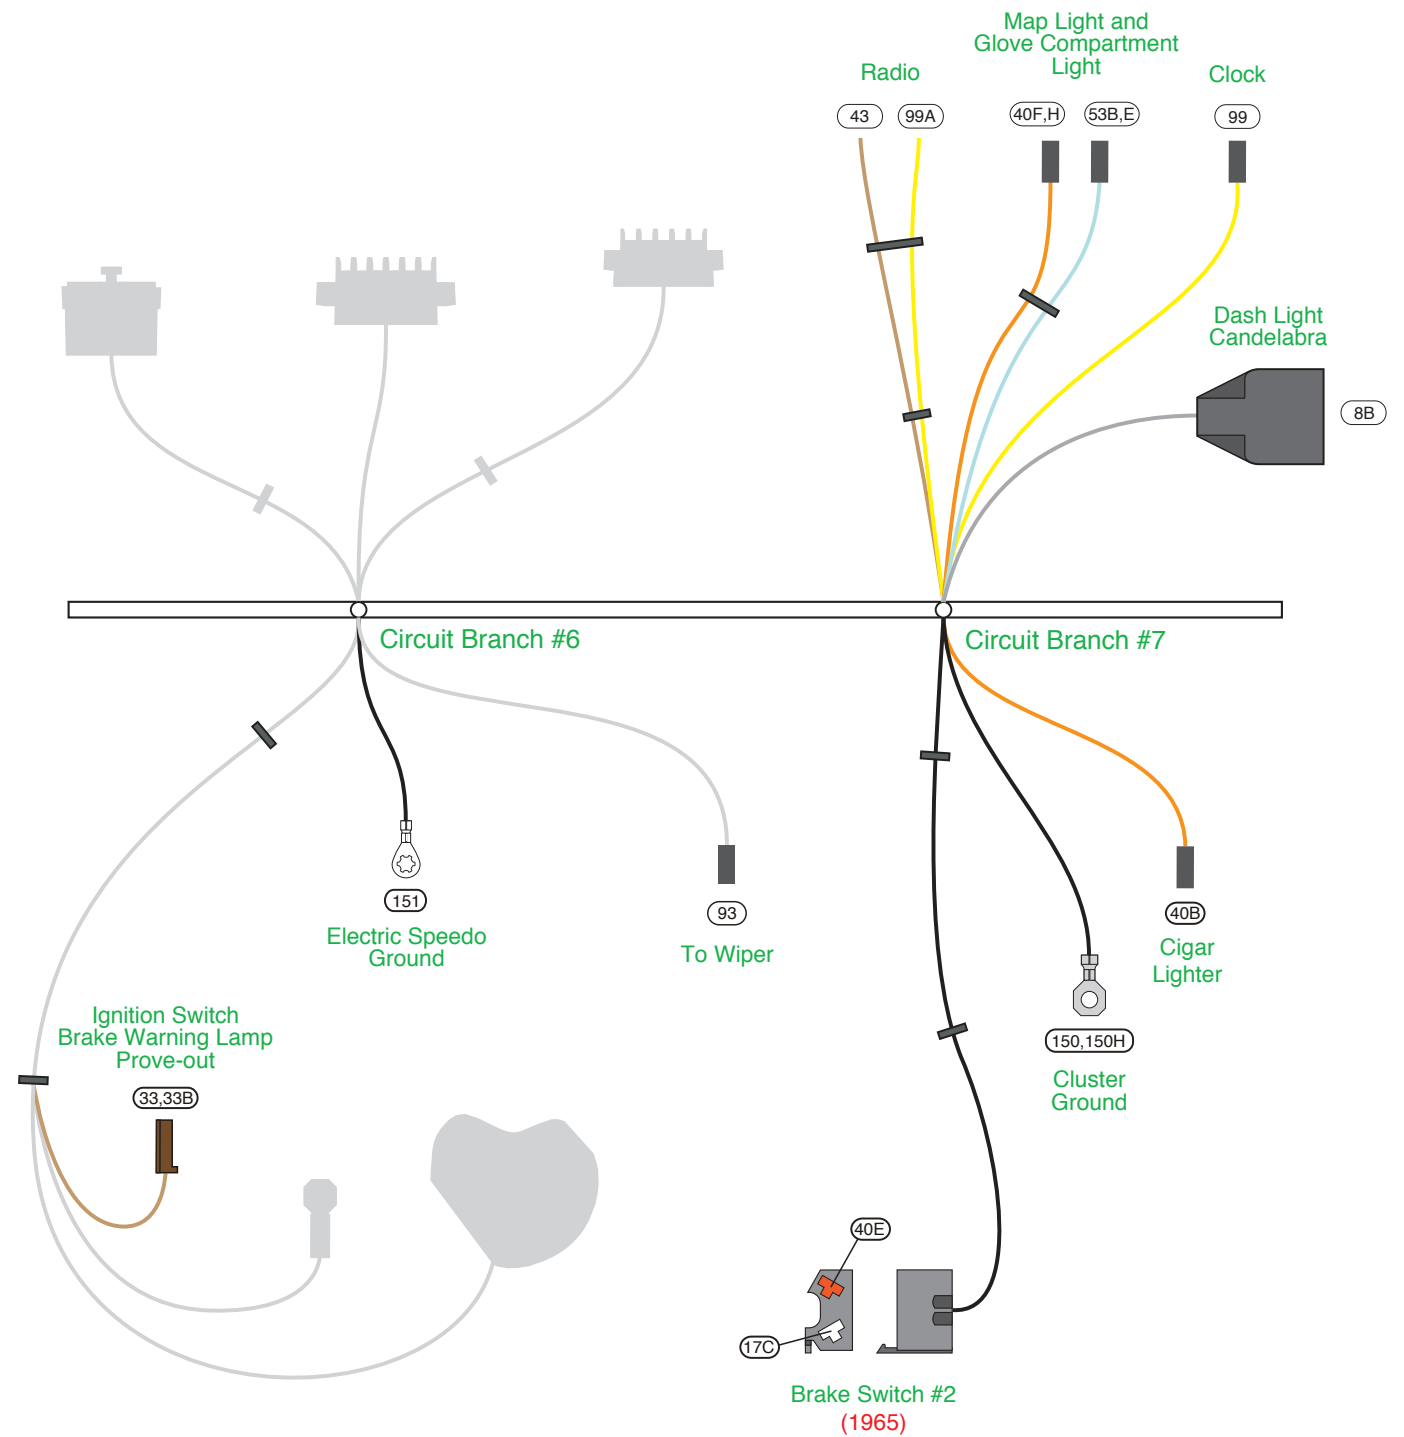 Map Light and
Glove Compartment
Light
Radio
Clock
43
99A
40F,H
53B,E
99
Dash Light
Candelabra
8B
Circuit Branch #6
Circuit Branch #7
151
Electric Speedo
Ground
93
To Wiper
40B
Cigar
Lighter
150,150H
Cluster
Ground
Ignition Switch
Brake Warning Lamp
Prove-out
33,33B
40E
17C
Brake Switch #2
(1965)